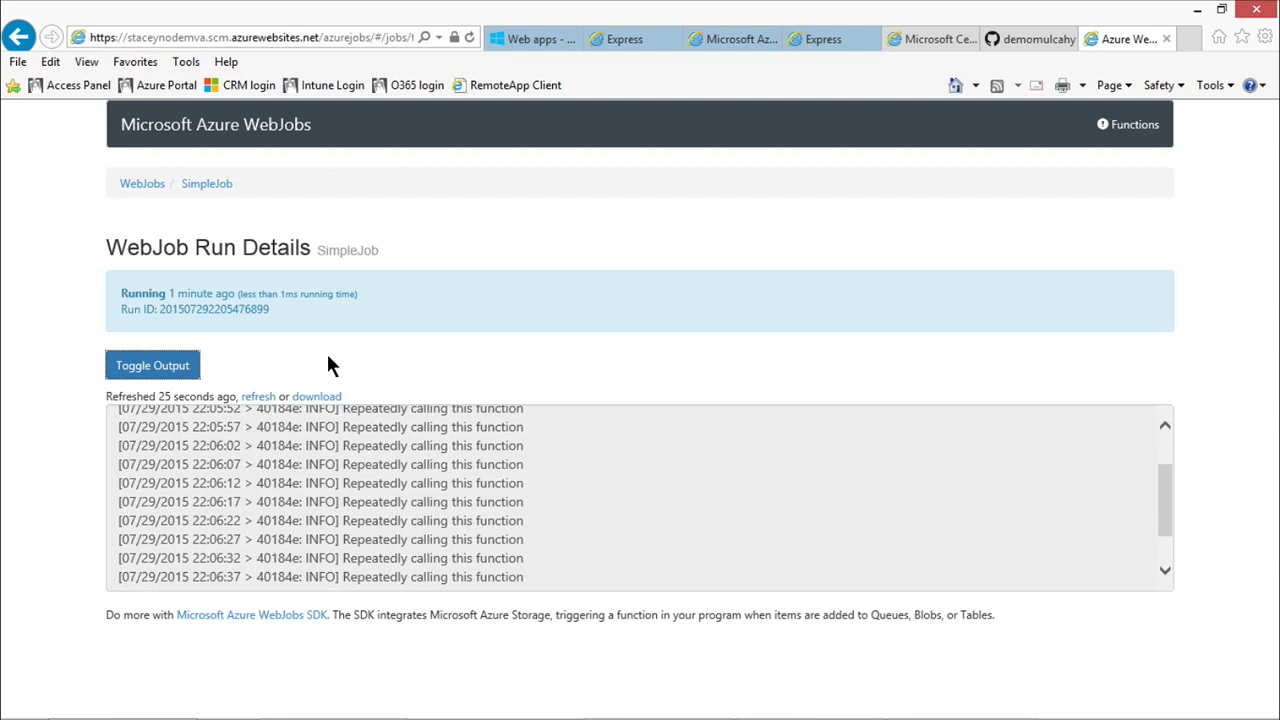 https://staceynodemva.scm.azurewebsites.net/azurejobs/#/jobs/
Web apps - ...
Express
Microsoft Az...
Express
Microsoft Ce...
demomulcahy
Azure We...
File Edit View Favorites Tools Help
Access Panel Azure Portal CRM login Intune Login O365 login RemoteApp Client Page Safety Tools
Microsoft Azure WebJobs
Functions
WebJobs / SimpleJob
WebJob Run Details SimpleJob
Running 1 minute ago (less than 1ms running time)
Run ID: 201507292205476899
Toggle Output
Refreshed 25 seconds ago, refresh or download
[07/29/2015 22:05:52 > 40184e: INFO] Repeatedly calling this function
[07/29/2015 22:05:57 > 40184e: INFO] Repeatedly calling this function
[07/29/2015 22:06:02 > 40184e: INFO] Repeatedly calling this function
[07/29/2015 22:06:07 > 40184e: INFO] Repeatedly calling this function
[07/29/2015 22:06:12 > 40184e: INFO] Repeatedly calling this function
[07/29/2015 22:06:17 > 40184e: INFO] Repeatedly calling this function
[07/29/2015 22:06:22 > 40184e: INFO] Repeatedly calling this function
[07/29/2015 22:06:27 > 40184e: INFO] Repeatedly calling this function
[07/29/2015 22:06:32 > 40184e: INFO] Repeatedly calling this function
[07/29/2015 22:06:37 > 40184e: INFO] Repeatedly calling this function
Do more with Microsoft Azure WebJobs SDK. The SDK integrates Microsoft Azure Storage, triggering a function in your program when items are added to Queues, Blobs, or Tables.